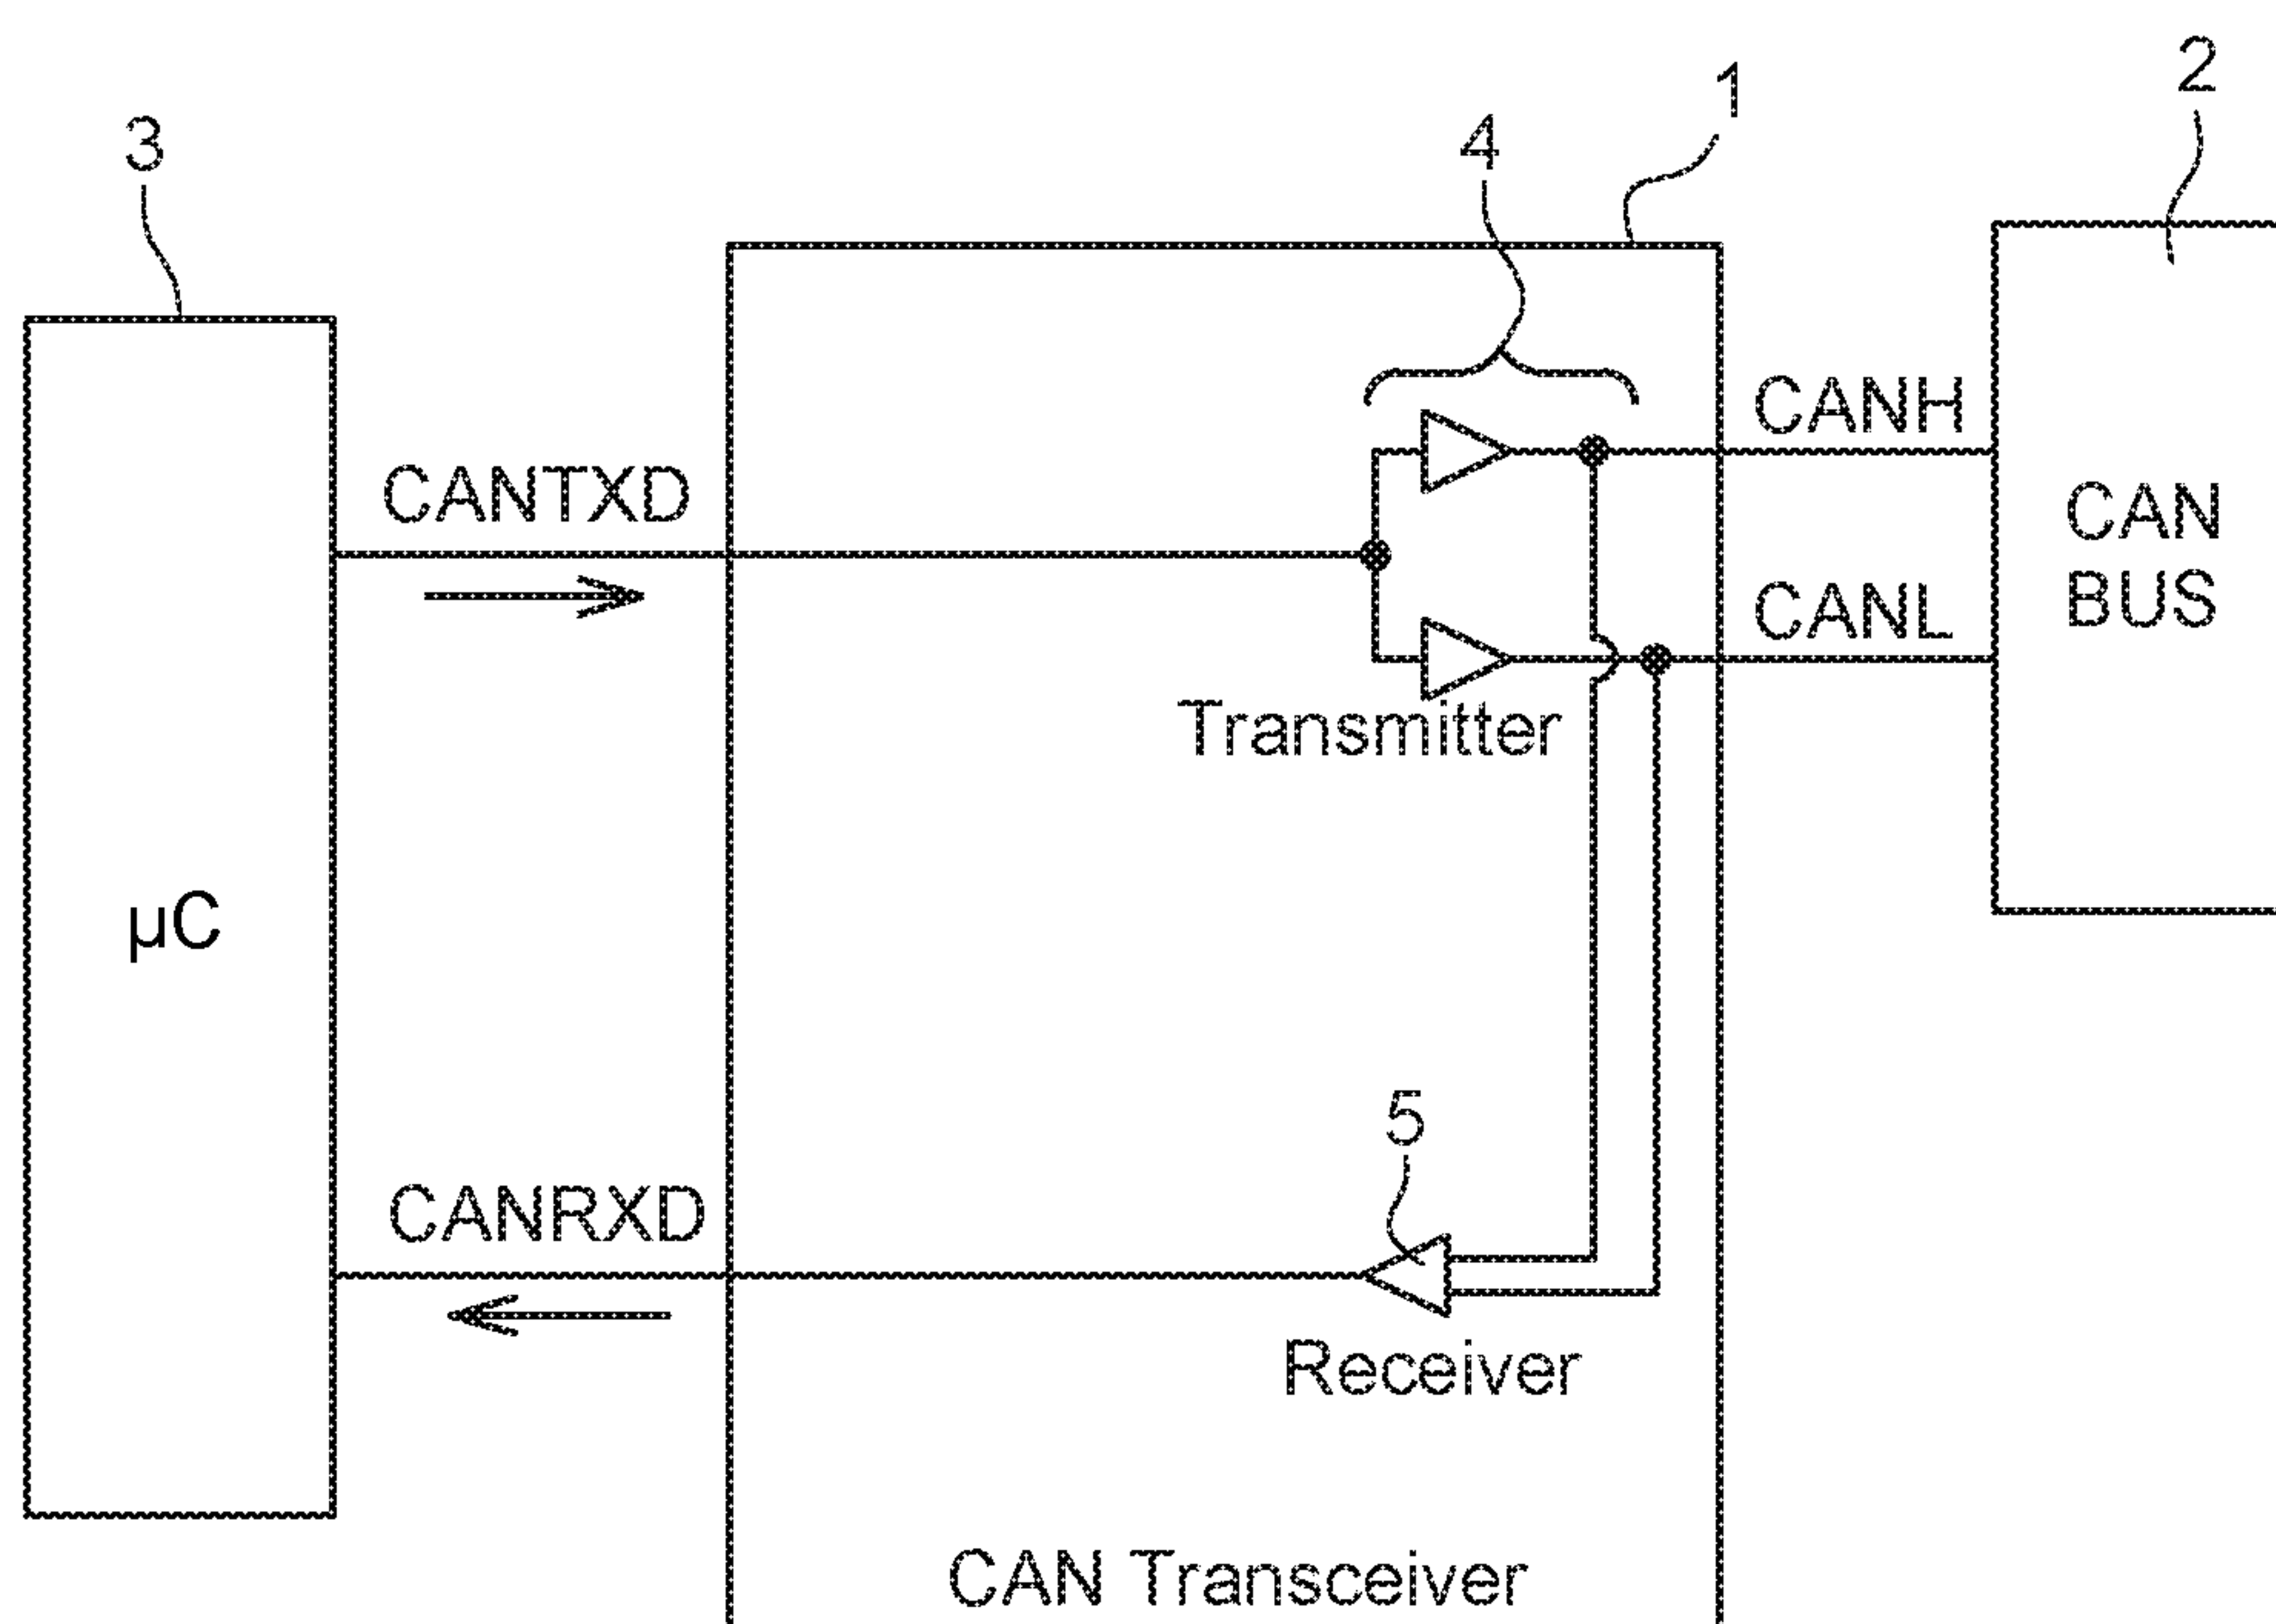 2
1
3
4
CANH
CANTXD
CAN
BUS
CANL
Transmitter
µC
5
CANRXD
Receiver
CAN Transceiver